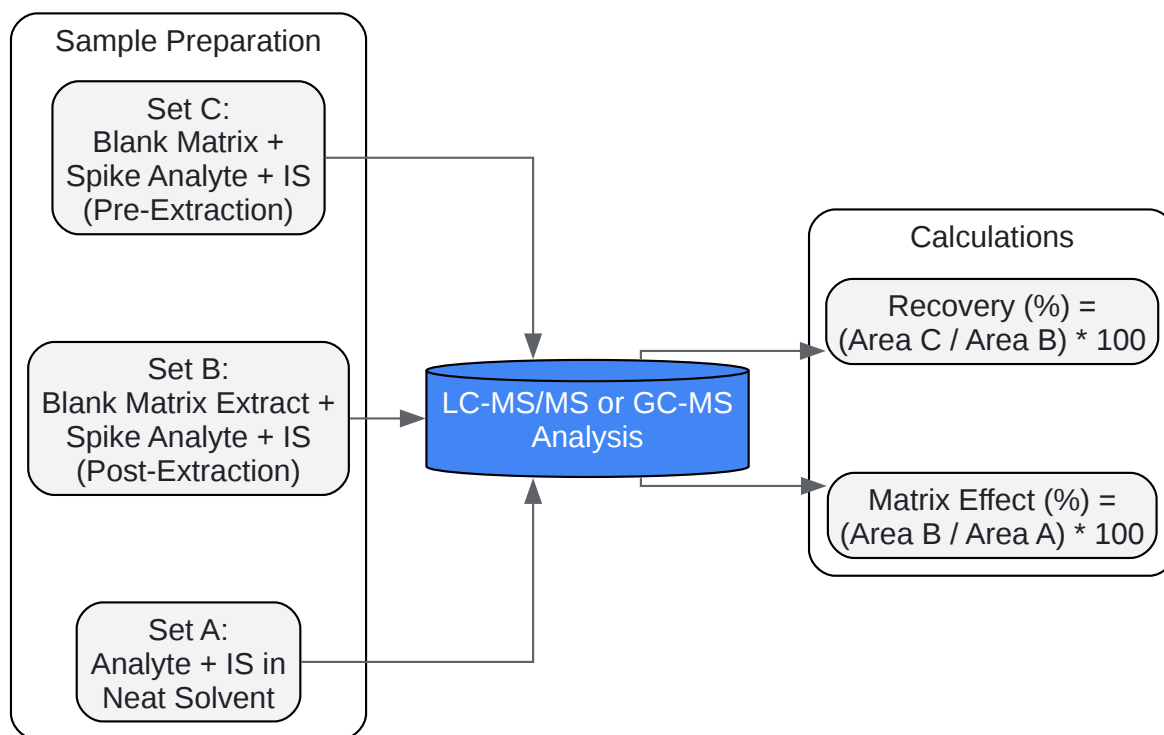 Sample Preparation
Set C:
Blank Matrix +
Spike Analyte + IS
(Pre-Extraction)
Set B:
Blank Matrix Extract +
Spike Analyte + IS
(Post-Extraction)
Set A:
Analyte + IS in
Neat Solvent
LC-MS/MS or GC-MS
Analysis
Calculations
Recovery (%) =
(Area C / Area B) * 100
Matrix Effect (%) =
(Area B / Area A) * 100